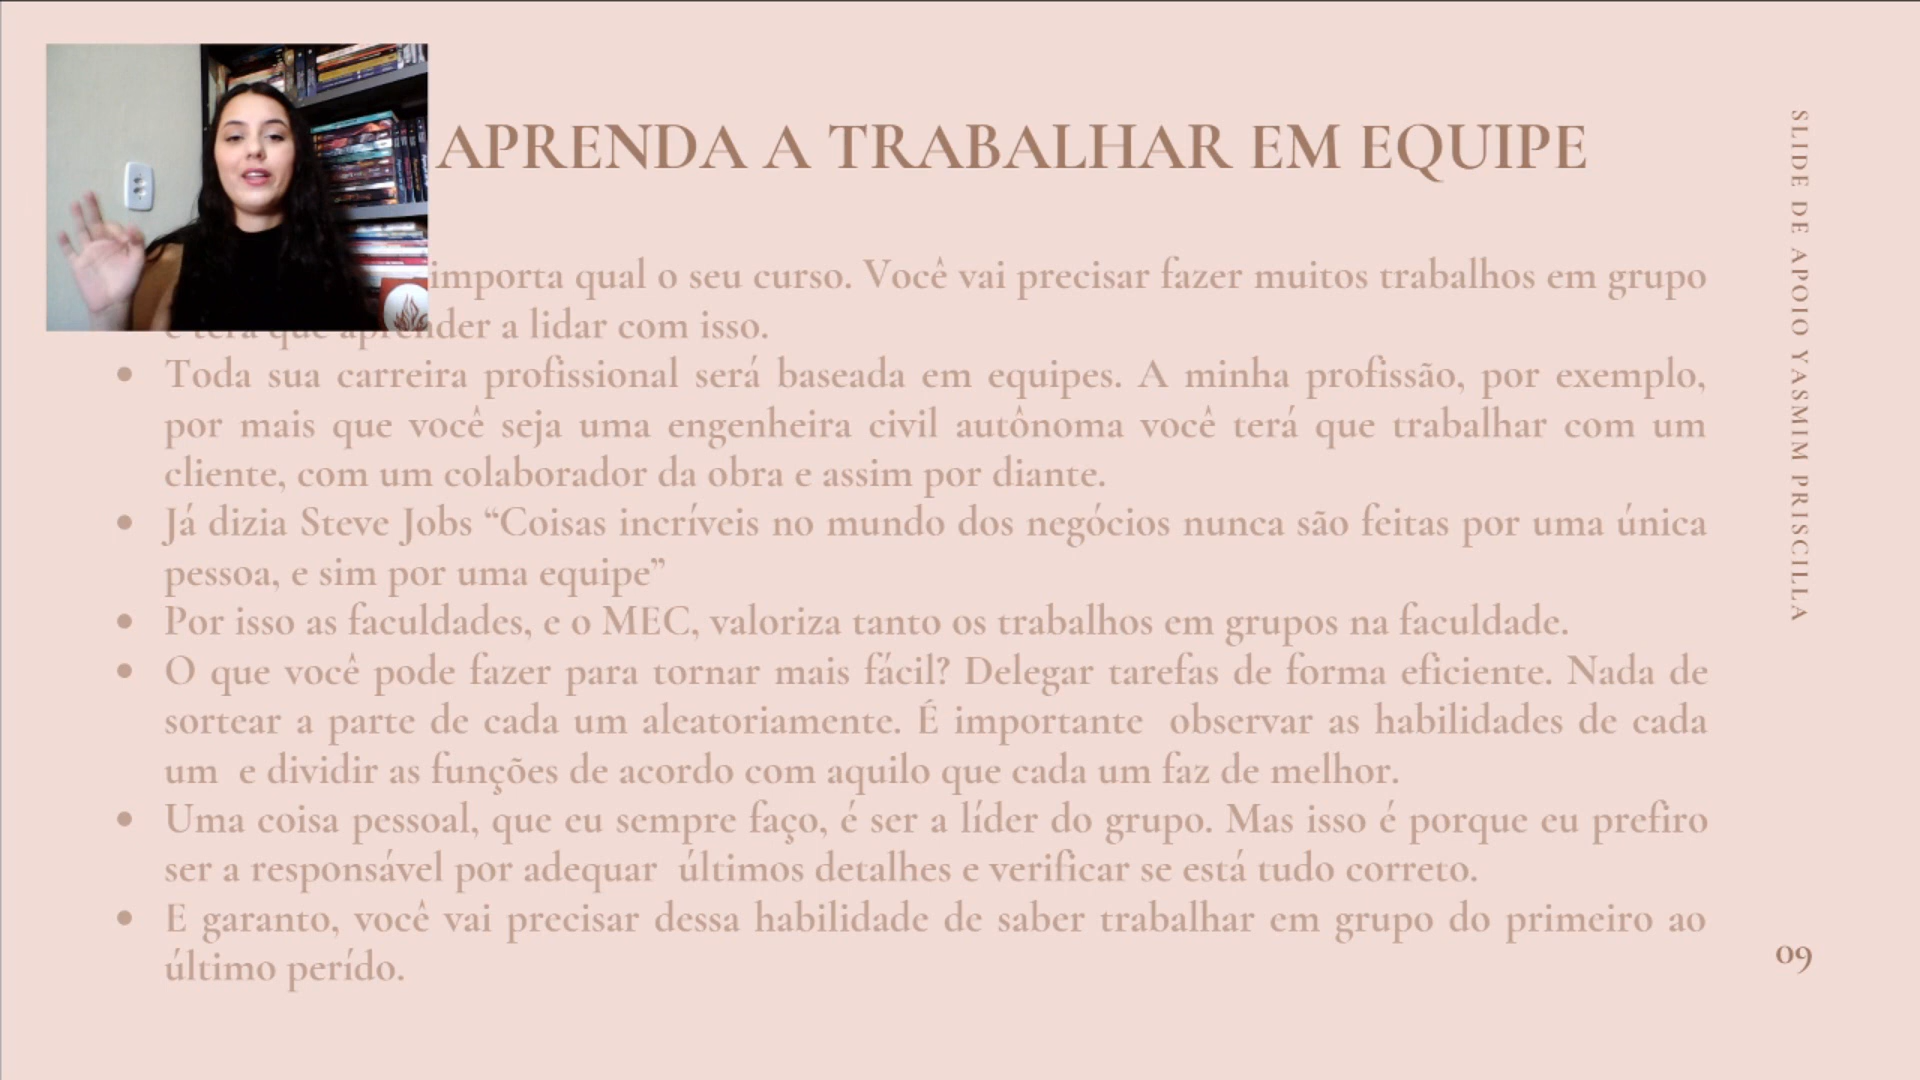 APRENDA A TRABALHAR EM EQUIPE
importa qual o seu curso. Você vai precisar fazer muitos trabalhos em grupo
e terá que aprender a lidar com isso.
• Toda sua carreira profissional será baseada em equipes. A minha profissão, por exemplo,
por mais que você seja uma engenheira civil autônoma você terá que trabalhar com um
cliente, com um colaborador da obra e assim por diante.
• Já dizia Steve Jobs “Coisas incríveis no mundo dos negócios nunca são feitas por uma única
pessoa, e sim por uma equipe”
• Por isso as faculdades, e o MEC, valoriza tanto os trabalhos em grupos na faculdade.
• O que você pode fazer para tornar mais fácil? Delegar tarefas de forma eficiente. Nada de
sortear a parte de cada um aleatoriamente. É importante observar as habilidades de cada
um e dividir as funções de acordo com aquilo que cada um faz de melhor.
• Uma coisa pessoal, que eu sempre faço, é ser a líder do grupo. Mas isso é porque eu prefiro
ser a responsável por adequar últimos detalhes e verificar se está tudo correto.
• E garanto, você vai precisar dessa habilidade de saber trabalhar em grupo do primeiro ao
último perído.
SLIDE DE APOIO YASMIM PRISCILLA
09